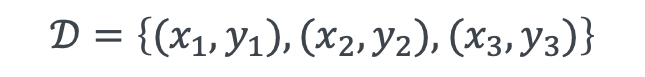 𝒟 = {(x₁, y₁), (x₂, y₂), (x₃, y₃)}